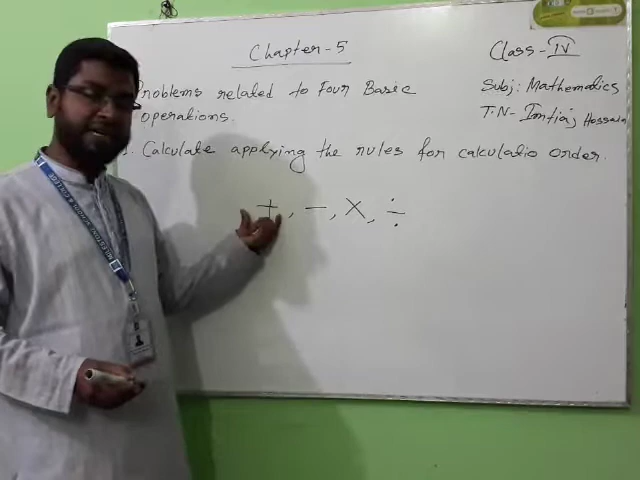 Chapter-5
Class-IV
Problems related to Four Basic
Subj: Mathematics
operations.
T.N- Imtiaj Hossain
1. Calculate applying the rules for calculatio order.
+, -, X, ÷